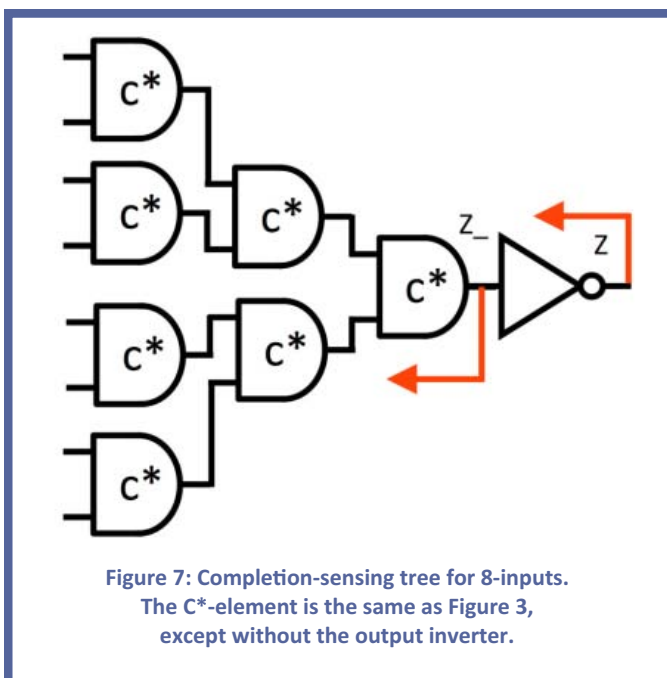 C*
C*
C*
Z_
Z
C*
C*
C*
C*
Figure 7: Completion-sensing tree for 8-inputs.
The C*-element is the same as Figure 3,
except without the output inverter.